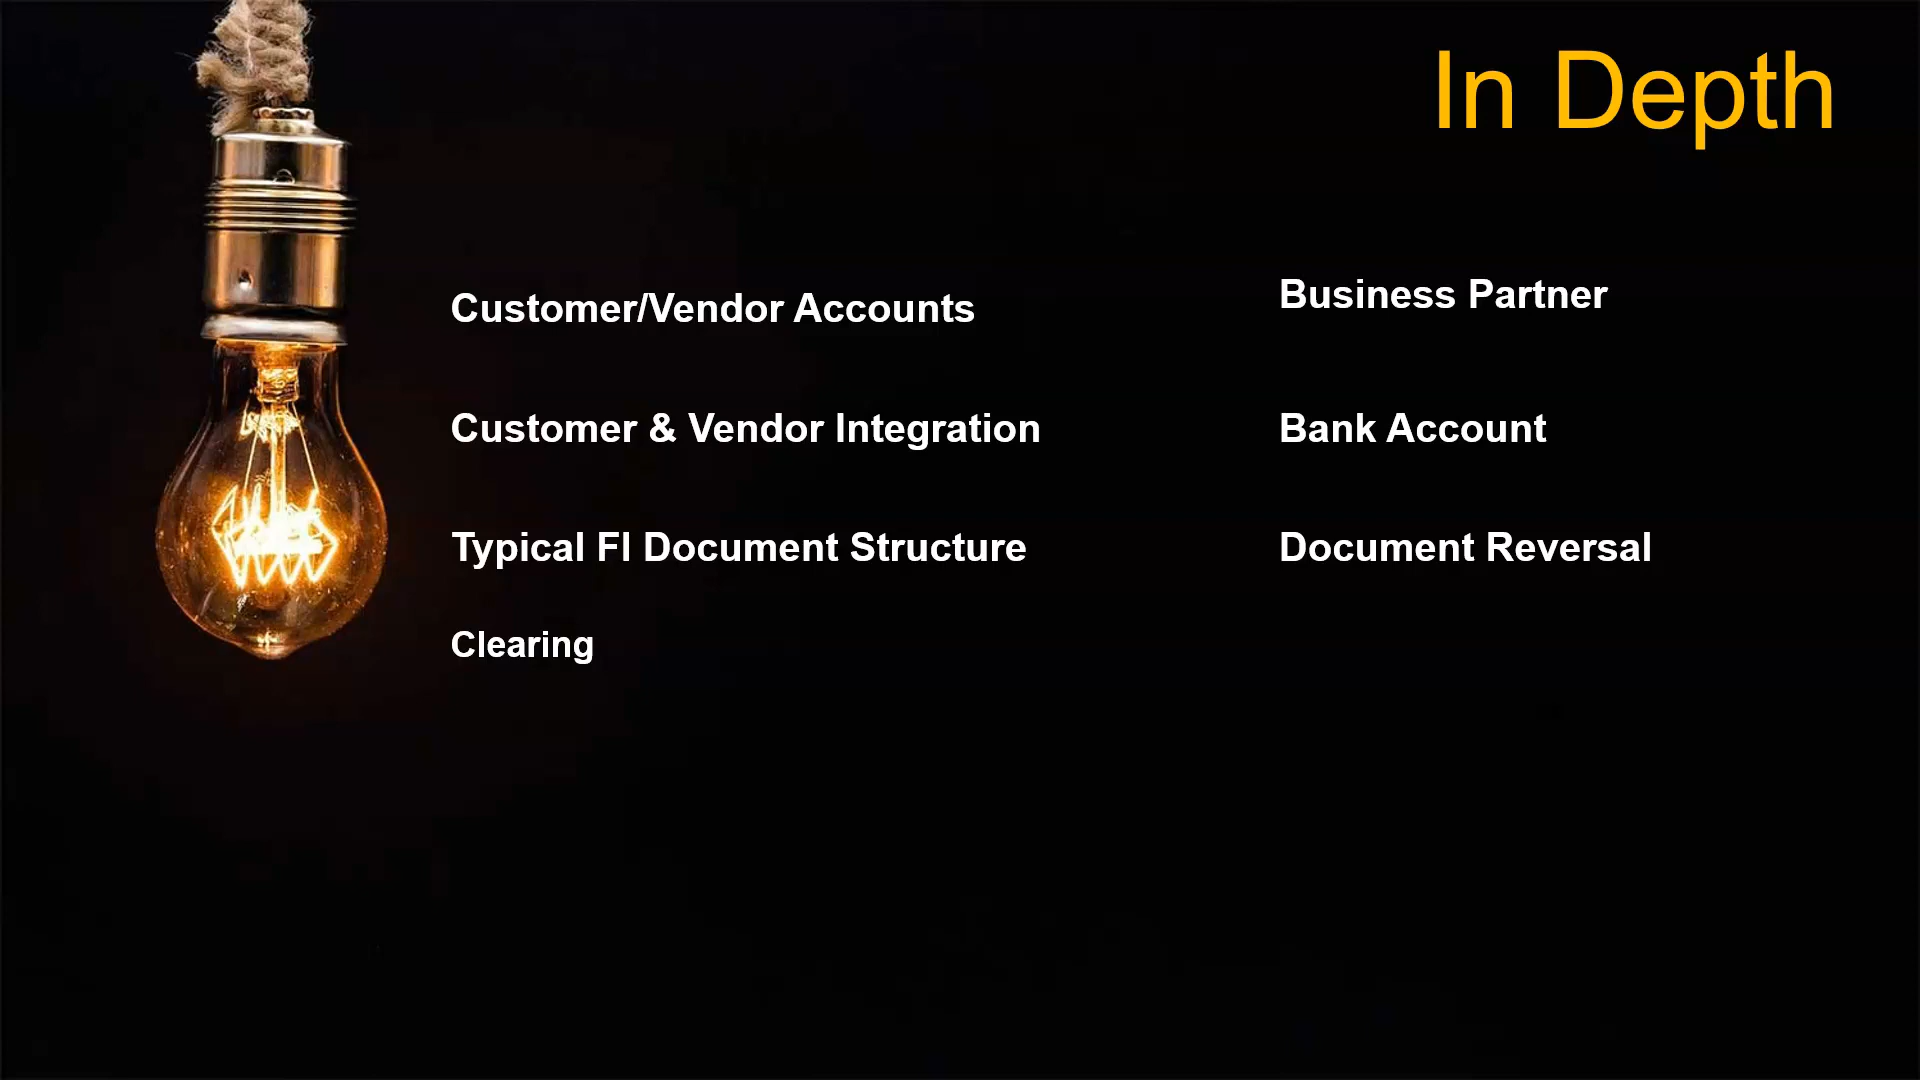 In Depth
Customer/Vendor Accounts
Customer & Vendor Integration
Typical FI Document Structure
Clearing
Business Partner
Bank Account
Document Reversal